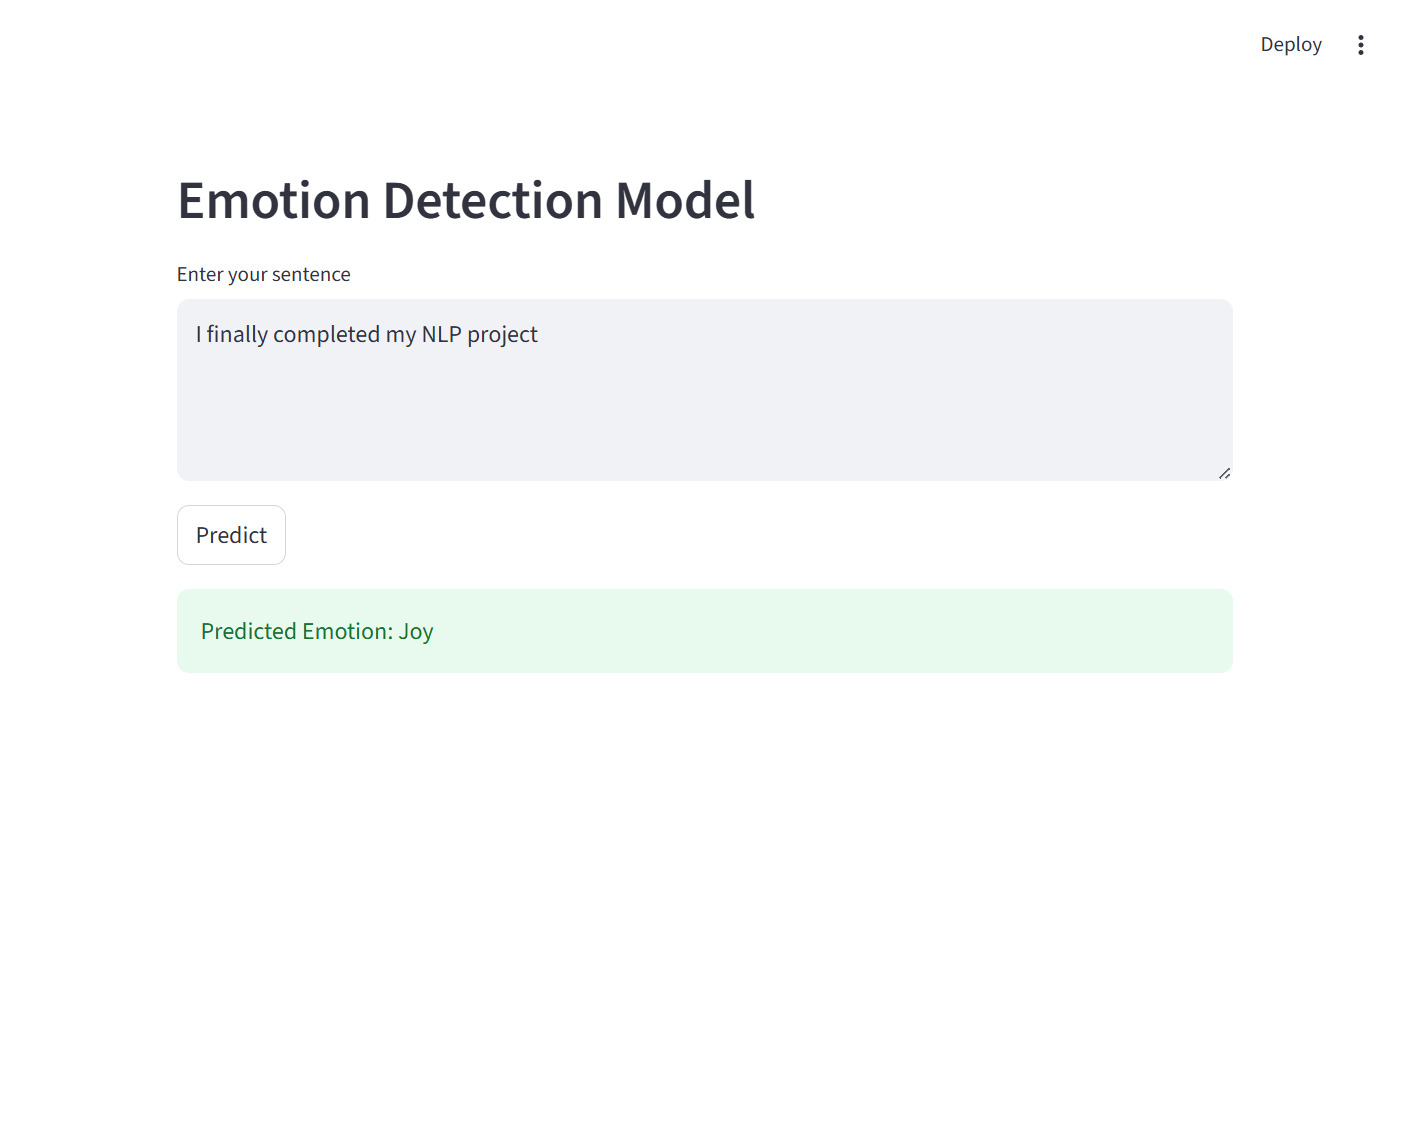 Deploy
Emotion Detection Model
Enter your sentence
I finally completed my NLP project
Predict
Predicted Emotion: Joy